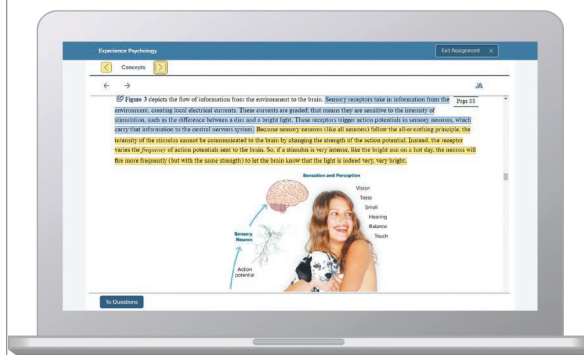 Experience Psychology
Exit Assignment X
Concepts
Figure 3 depicts the flow of information from the environment to the brain. Sensory receptors take in information from the
Page 81
environment, creating local electrical currents. These currents are graded; that means they are sensitive to the intensity of
stimulation, such as the difference between a dim and a bright light. These receptors trigger action potentials in sensory neurons, which
carry that information to the central nervous system. Because sensory neurons (like all neurons) follow the all-or-nothing principle, the
intensity of the stimulus cannot be communicated to the brain by changing the strength of the action potential. Instead, the receptor
varies the frequency of action potentials sent to the brain. So, if a stimulus is very intense, like the bright sun on a hot day, the neuron will
fire more frequently (but with the same strength) to let the brain know that the light is indeed very, very bright.
Sensation and Perception
Vision
Taste
Smell
Hearing
Balance
Touch
Sensory
Neuron
Action
potential
to Questions